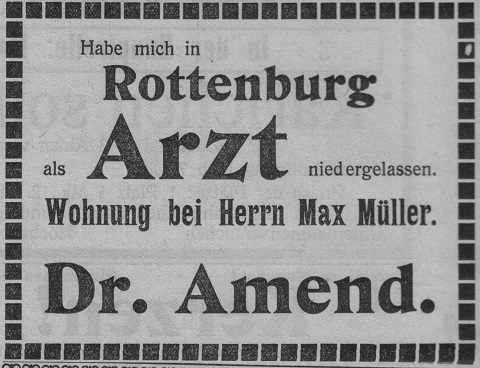 Habe mich in
Rottenburg
als Arzt niedergelassen.
Wohnung bei Herrn Max Müller.
Dr. Amend.